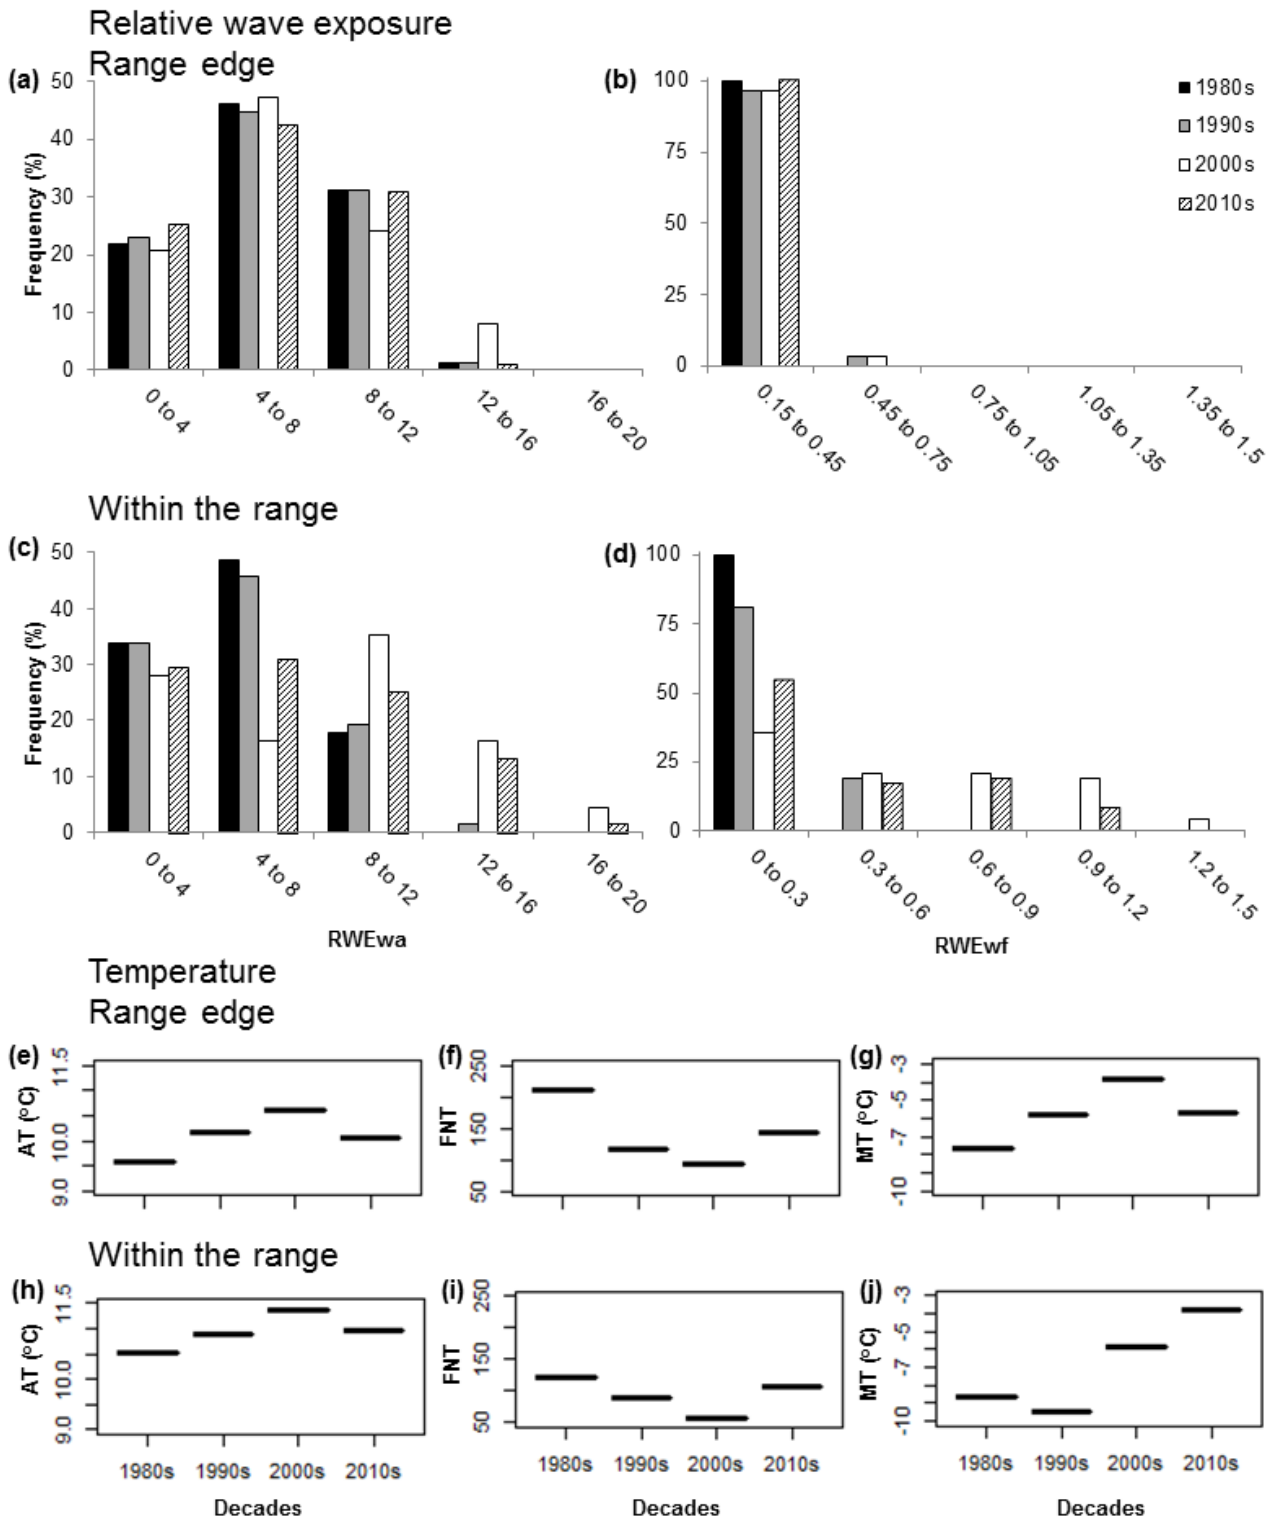 Relative wave exposure
Range edge
(a)
Frequency (%)
50
40
30
20
10
0
0 to 4
4 to 8
8 to 12
12 to 16
16 to 20
(b)
100
75
50
25
0
0.15 to 0.45
0.45 to 0.75
0.75 to 1.05
1.05 to 1.35
1.35 to 1.5
1980s
1990s
2000s
2010s
Within the range
(c)
Frequency (%)
50
40
30
20
10
0
0 to 4
4 to 8
8 to 12
12 to 16
16 to 20
RWEwa
(d)
100
75
50
25
0
0 to 0.3
0.3 to 0.6
0.6 to 0.9
0.9 to 1.2
1.2 to 1.5
RWEwf
Temperature
Range edge
(e)
AT (°C)
11.5
10.0
9.0
(f)
FNT
250
150
50
(g)
MT (°C)
-3
-5
-7
-10
Within the range
(h)
AT (°C)
11.5
10.0
9.0
1980s 1990s 2000s 2010s
Decades
(i)
FNT
250
150
50
1980s 1990s 2000s 2010s
Decades
(j)
MT (°C)
-3
-5
-7
-10
1980s 1990s 2000s 2010s
Decades